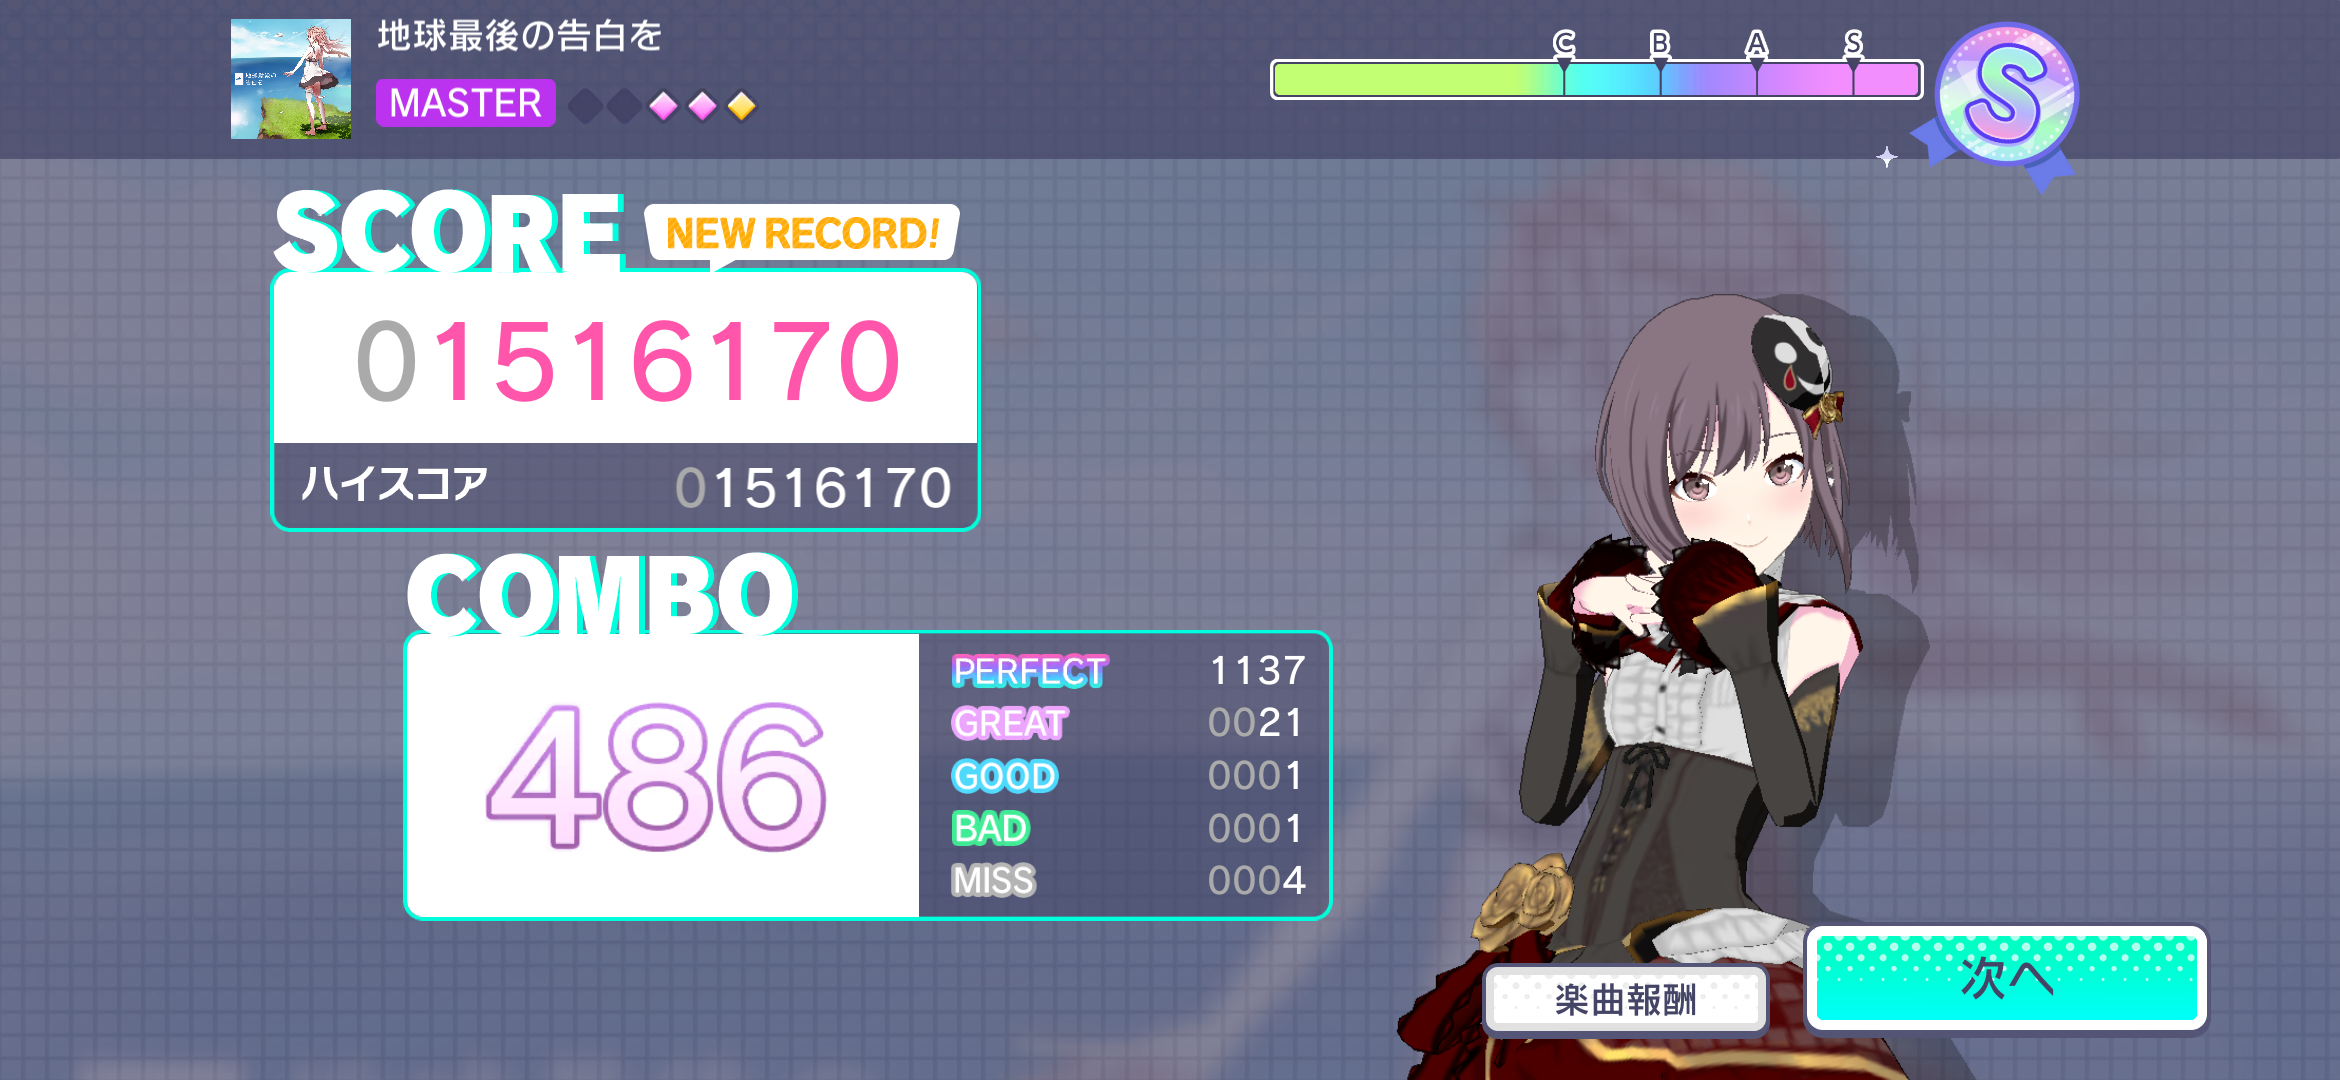 地球最後の告白を
MASTER
C B A S
S
SCORE
NEW RECORD!
01516170
ハイスコア 01516170
COMBO
486
PERFECT 1137
GREAT 0021
GOOD 0001
BAD 0001
MISS 0004
楽曲報酬
次へ